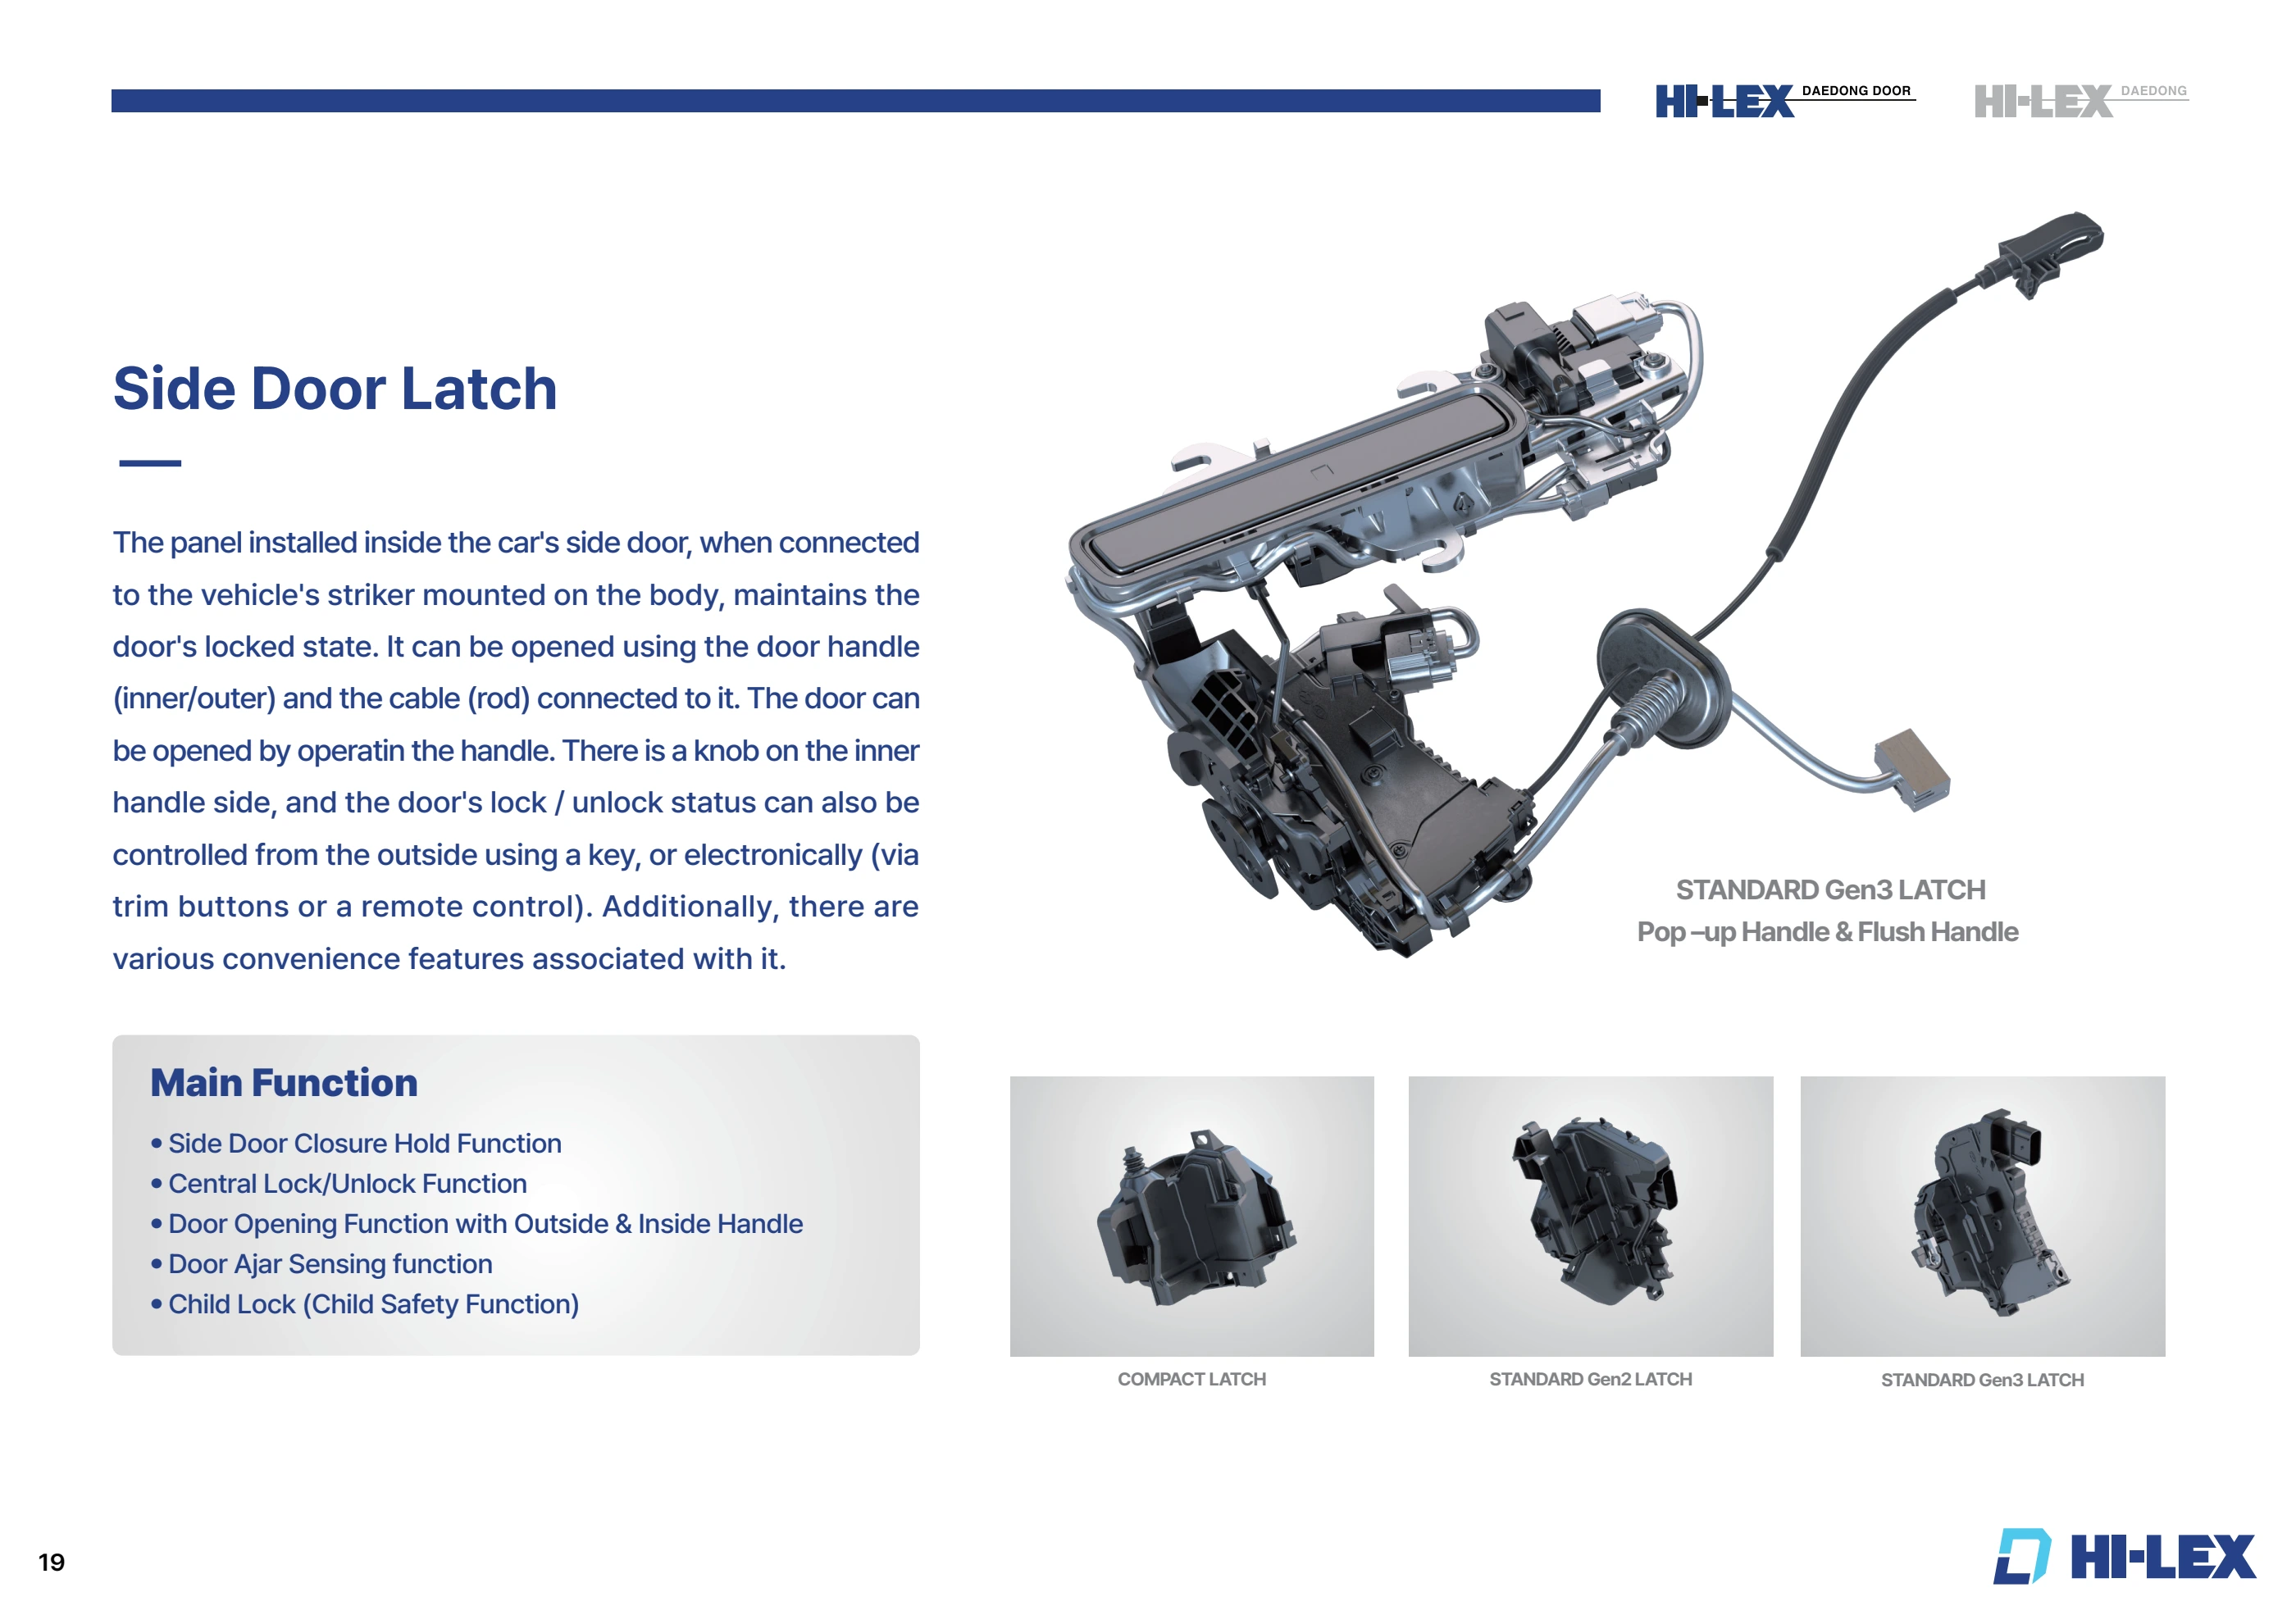 HI-LEX DAEDONG DOOR
HI-LEX DAEDONG
Side Door Latch
The panel installed inside the car's side door, when connected
to the vehicle's striker mounted on the body, maintains the
door's locked state. It can be opened using the door handle
(inner/outer) and the cable (rod) connected to it. The door can
be opened by operatin the handle. There is a knob on the inner
handle side, and the door's lock / unlock status can also be
controlled from the outside using a key, or electronically (via
trim buttons or a remote control). Additionally, there are
various convenience features associated with it.
STANDARD Gen3 LATCH
Pop –up Handle & Flush Handle
Main Function
• Side Door Closure Hold Function
• Central Lock/Unlock Function
• Door Opening Function with Outside & Inside Handle
• Door Ajar Sensing function
• Child Lock (Child Safety Function)
COMPACT LATCH
STANDARD Gen2 LATCH
STANDARD Gen3 LATCH
19
HI-LEX